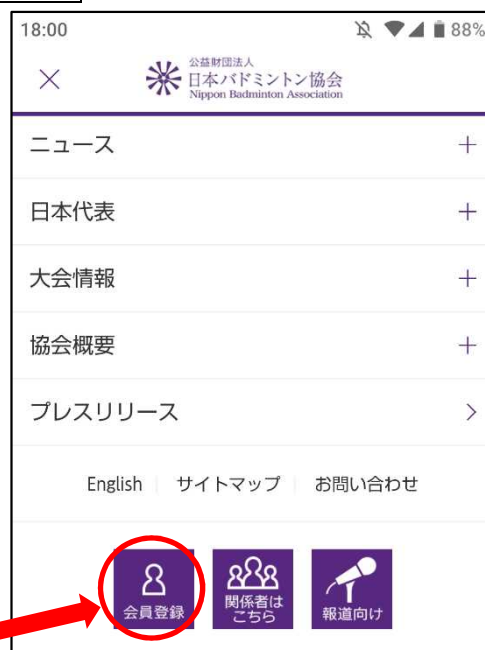 18:00
88%
公益財団法人
日本バドミントン協会
Nippon Badminton Association
ニュース
日本代表
大会情報
協会概要
プレスリリース
English サイトマップ お問い合わせ
会員登録
関係者は
こちら
報道向け